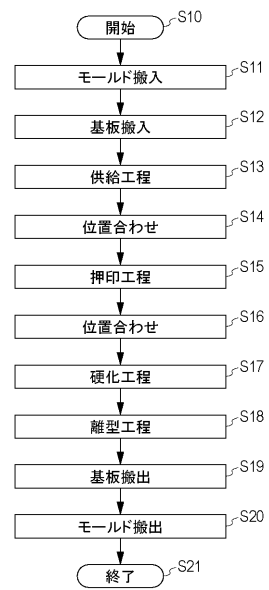 開始 S10
モールド搬入 S11
基板搬入 S12
供給工程 S13
位置合わせ S14
押印工程 S15
位置合わせ S16
硬化工程 S17
離型工程 S18
基板搬出 S19
モールド搬出 S20
終了 S21